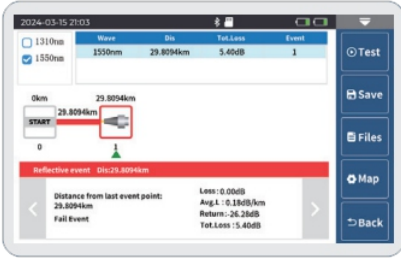 2024-03-15 21:03
1310nm
1550nm
Wave Dis Tot.Loss Event
1550nm 29.8094km 5.40dB 1
0km 29.8094km
29.8094km
START
0 1
Reflective event Dis:29.8094km
Distance from last event point:
29.8094km
Fail Event
Loss:0.00dB
Avg.L:0.18dB/km
Return:-26.28dB
Tot.Loss:5.40dB
Test
Save
Files
Map
Back